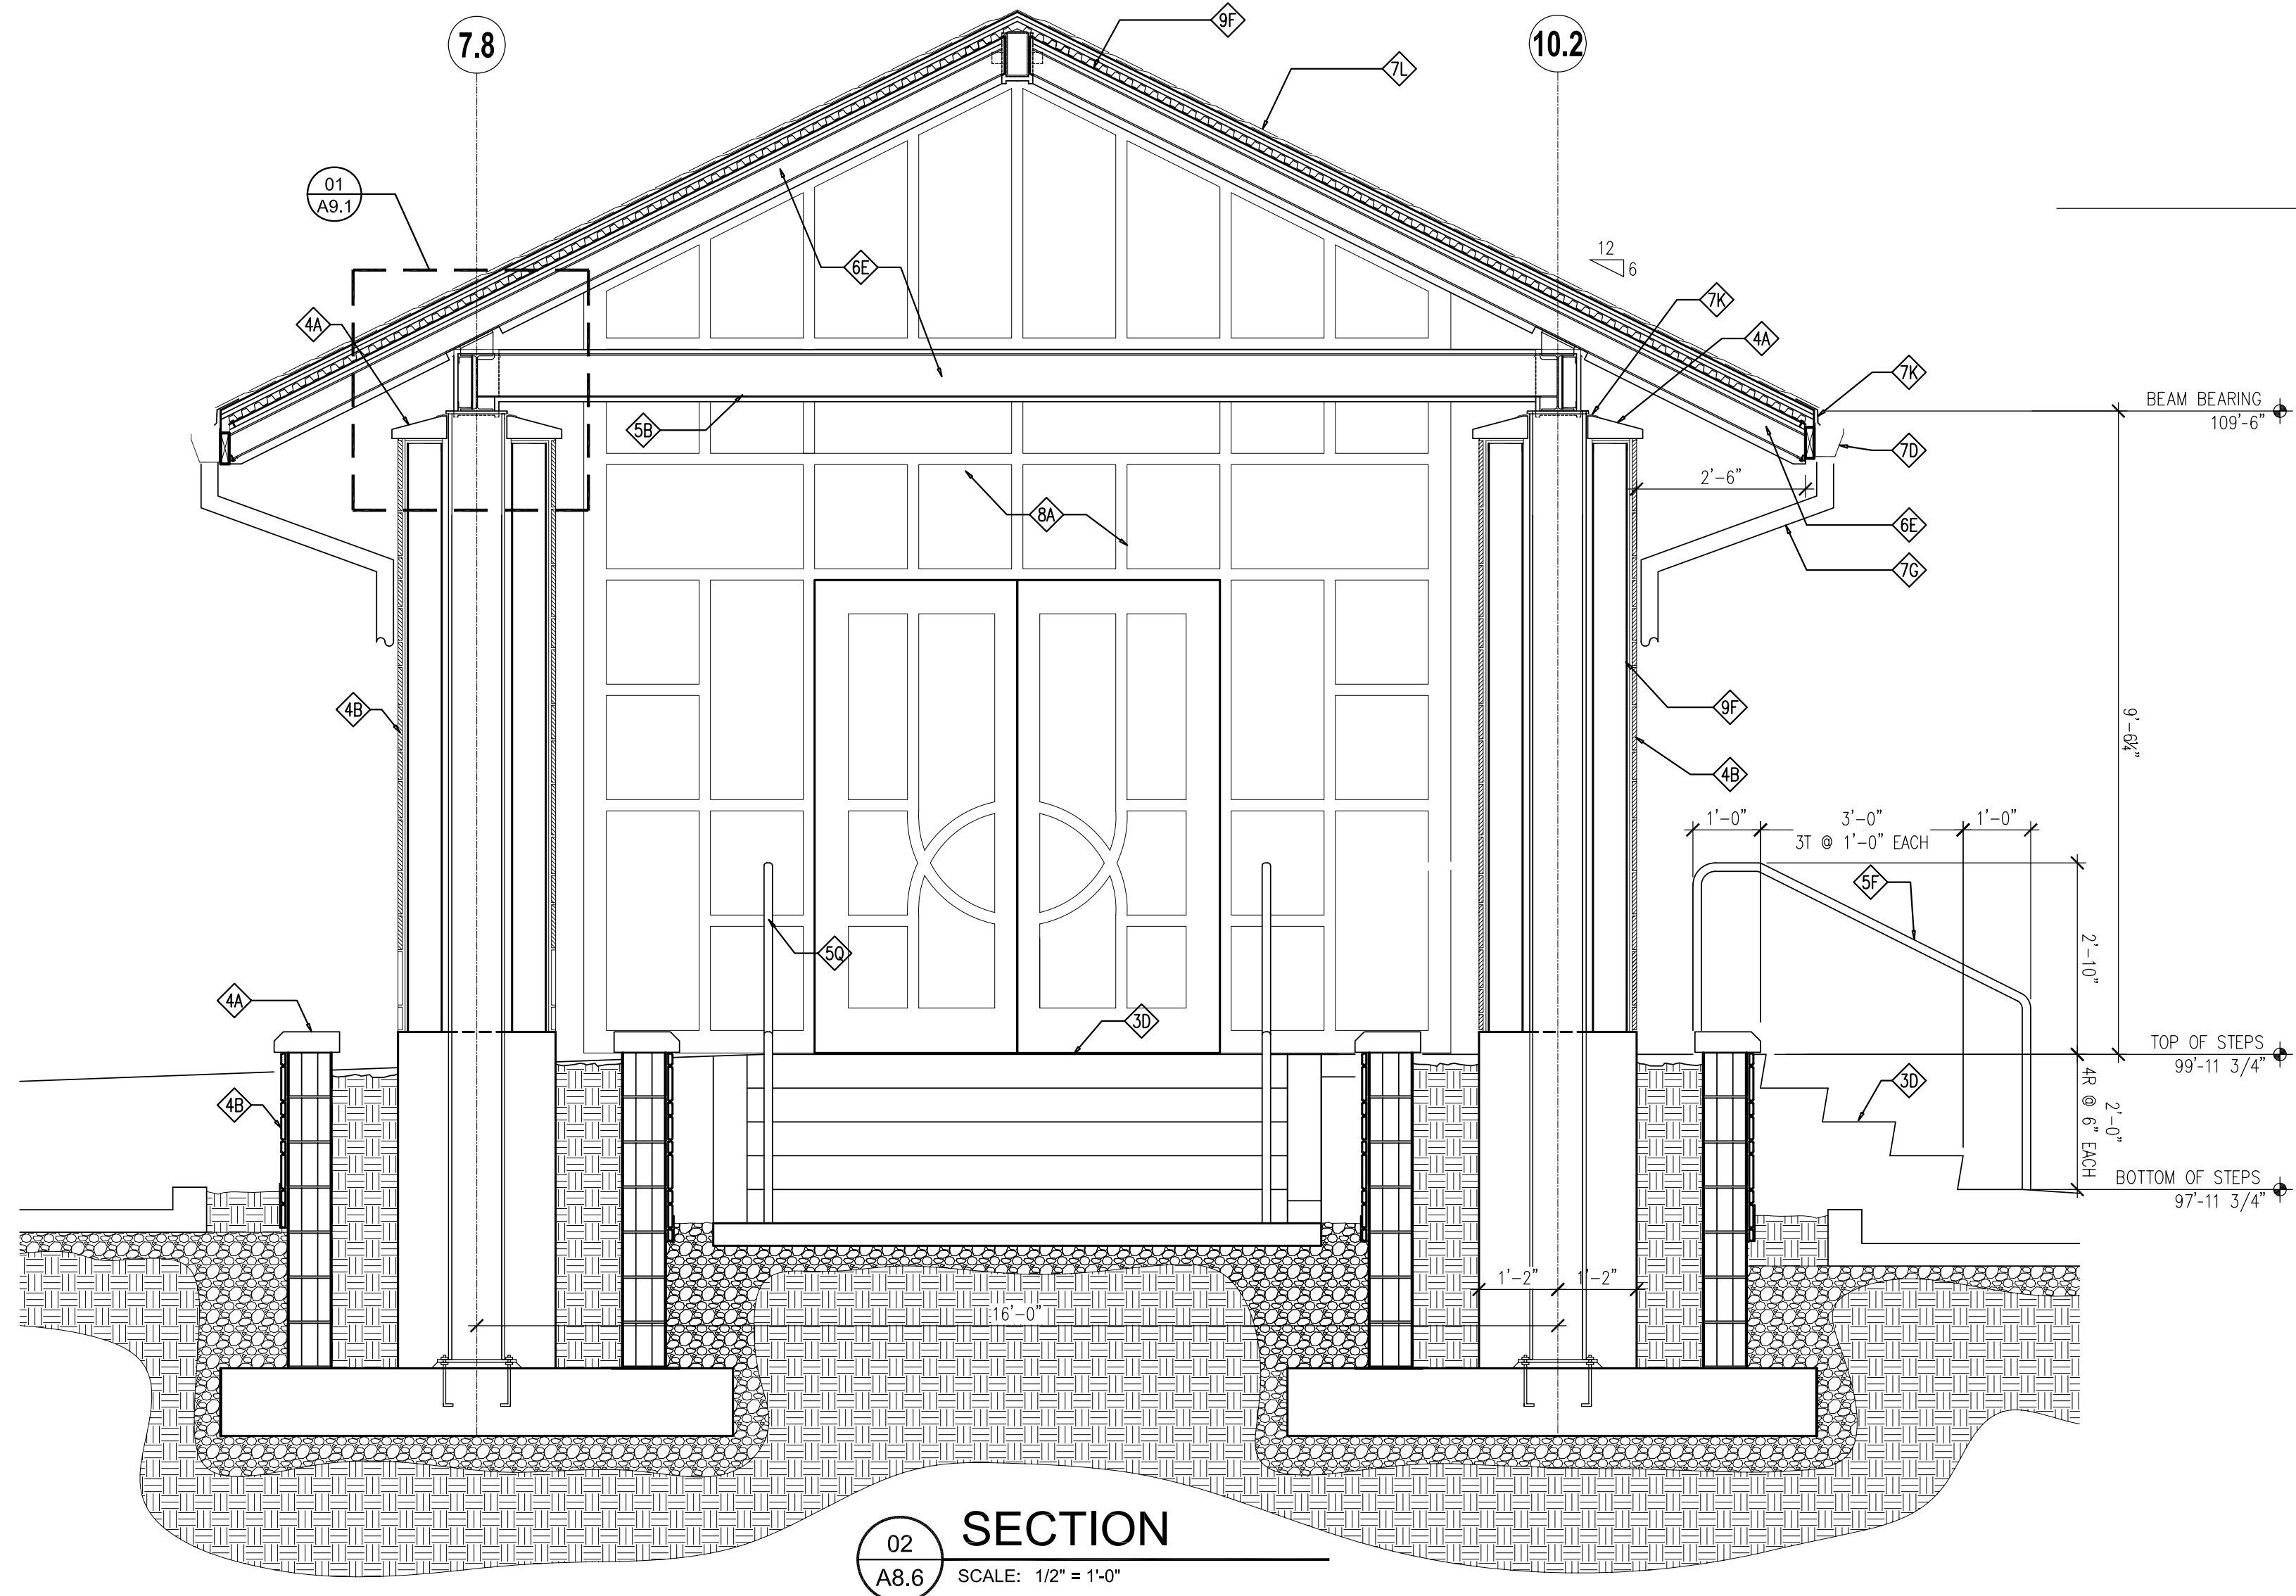 7.8
10.2
9F
7L
01
A9.1
12
6
6E
4A
7K
4A
7K
BEAM BEARING
109'-6"
5B
7D
2'-6"
8A
6E
7G
4B
9F
9'-6¼"
4B
1'-0"
3'-0"
1'-0"
3T @ 1'-0" EACH
5F
5Q
2'-10"
4A
3D
TOP OF STEPS
99'-11 3/4"
4B
3D
4R @ 6" EACH
2'-0"
BOTTOM OF STEPS
97'-11 3/4"
1'-2"
1'-2"
16'-0"
02
A8.6
SECTION
SCALE: 1/2" = 1'-0"